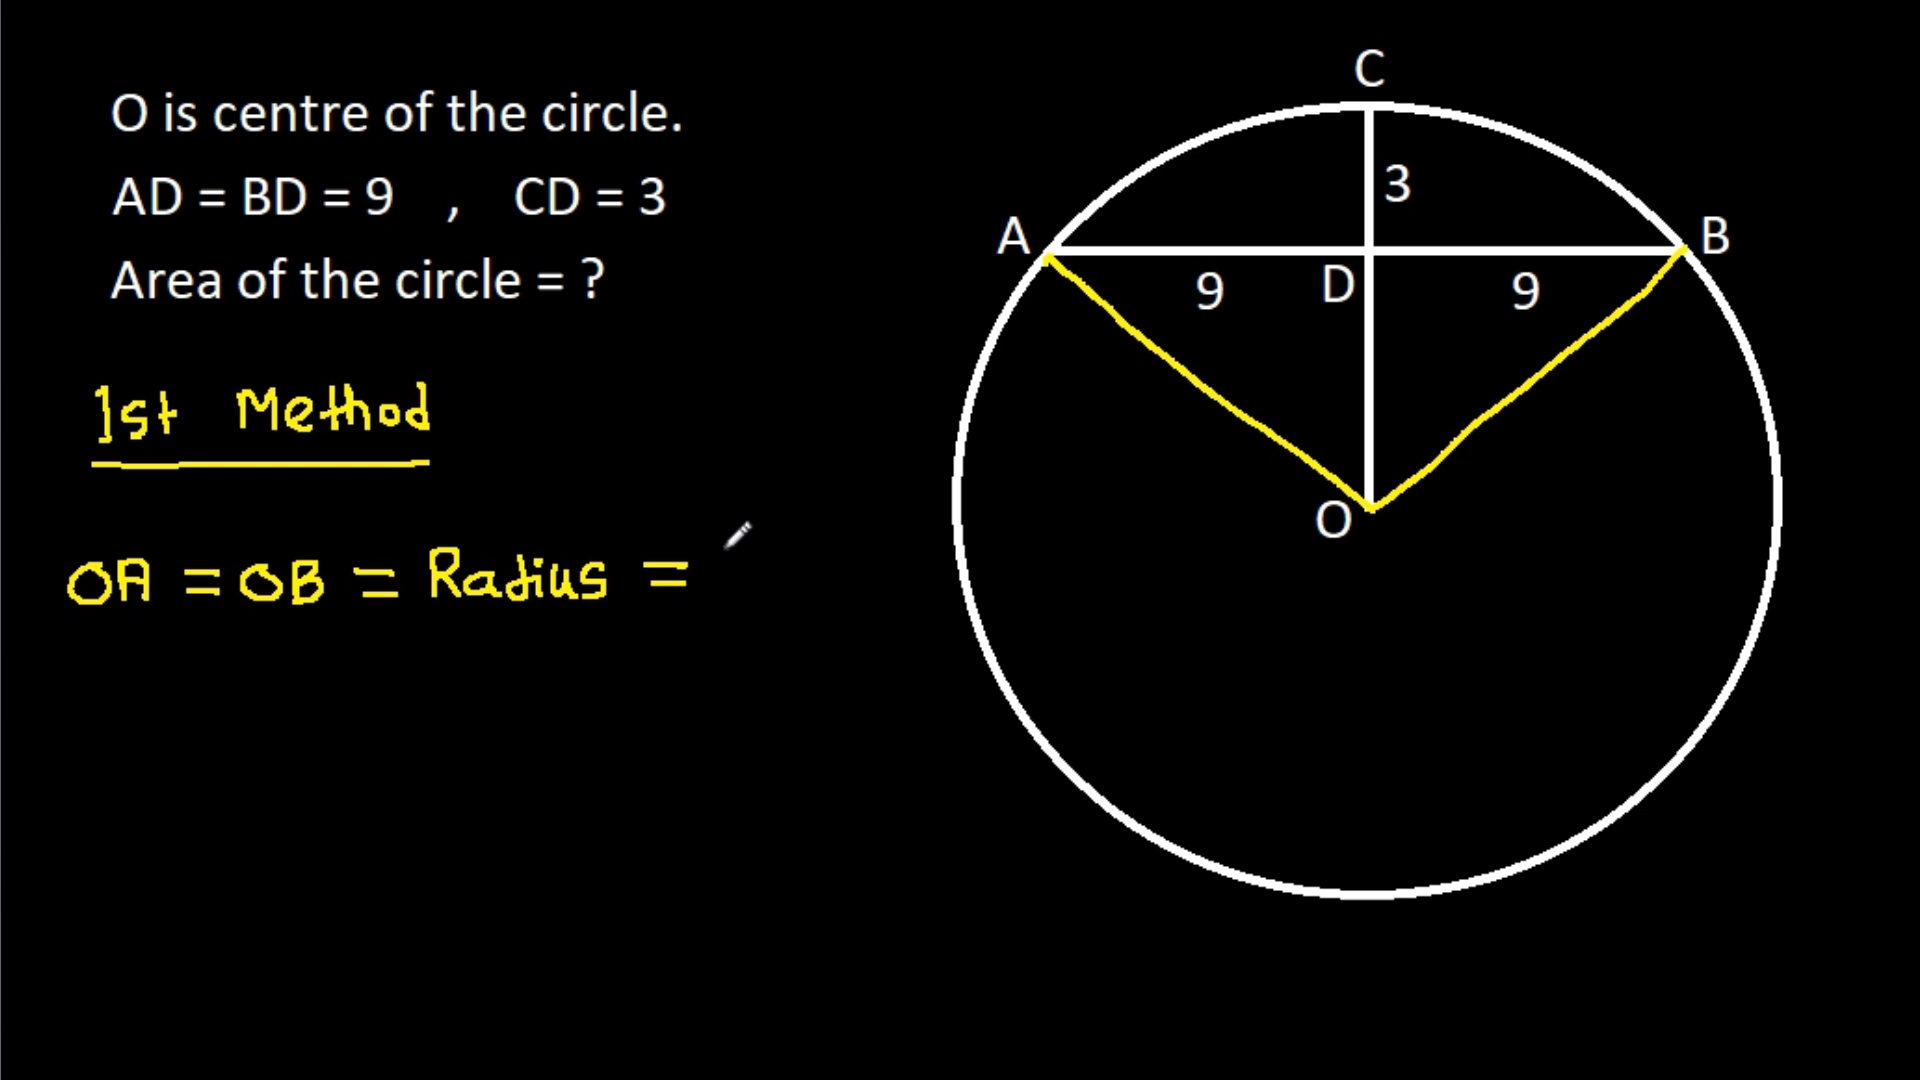 O is centre of the circle.
AD = BD = 9 , CD = 3
Area of the circle = ?
1st Method
OA = OB = Radius =
C
3
A
B
9
D
9
O